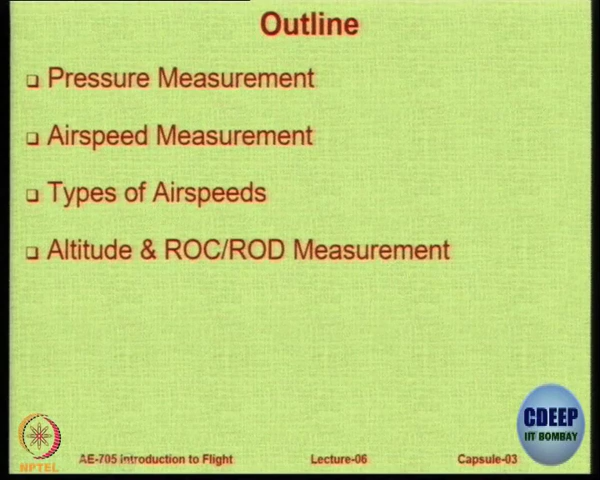 Outline
Pressure Measurement
Airspeed Measurement
Types of Airspeeds
Altitude & ROC/ROD Measurement
CDEEP
IIT BOMBAY
NPTEL
AE-705 Introduction to Flight
Lecture-06
Capsule-03